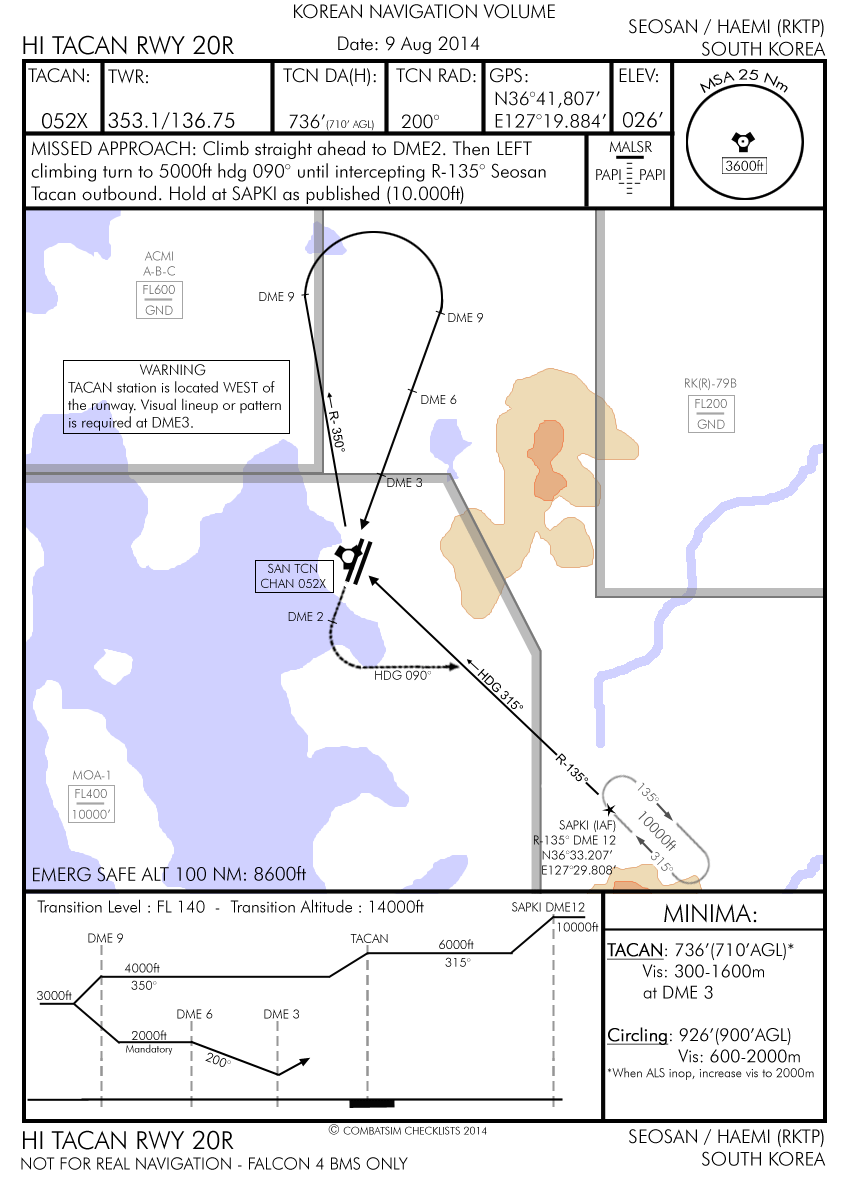 KOREAN NAVIGATION VOLUME
HI TACAN RWY 20R
Date: 9 Aug 2014
SEOSAN / HAEMI (RKTP)
SOUTH KOREA
TACAN:
052X
TWR:
353.1/136.75
TCN DA(H):
736'(710' AGL)
TCN RAD:
200°
GPS:
N36°41,807'
E127°19.884'
ELEV:
026'
MSA 25 Nm
3600ft
MISSED APPROACH: Climb straight ahead to DME2. Then LEFT
climbing turn to 5000ft hdg 090° until intercepting R-135° Seosan
Tacan outbound. Hold at SAPKI as published (10.000ft)
MALSR
PAPI PAPI
ACMI
A-B-C
FL600
GND
DME 9
DME 9
WARNING
TACAN station is located WEST of
the runway. Visual lineup or pattern
is required at DME3.
R- 350°
DME 6
RK(R)-79B
FL200
GND
DME 3
SAN TCN
CHAN 052X
DME 2
HDG 090°
HDG 315°
R-135°
MOA-1
FL400
10000'
135°
10000ft
315°
SAPKI (IAF)
R-135° DME 12
N36°33.207'
E127°29.808'
EMERG SAFE ALT 100 NM: 8600ft
Transition Level : FL 140 - Transition Altitude : 14000ft
SAPKI DME12
10000ft
DME 9
TACAN
6000ft
315°
4000ft
350°
3000ft
DME 6
DME 3
2000ft
Mandatory
200°
MINIMA:
TACAN: 736'(710'AGL)*
Vis: 300-1600m
at DME 3
Circling: 926'(900'AGL)
Vis: 600-2000m
*When ALS inop, increase vis to 2000m
© COMBATSIM CHECKLISTS 2014
HI TACAN RWY 20R
NOT FOR REAL NAVIGATION - FALCON 4 BMS ONLY
SEOSAN / HAEMI (RKTP)
SOUTH KOREA